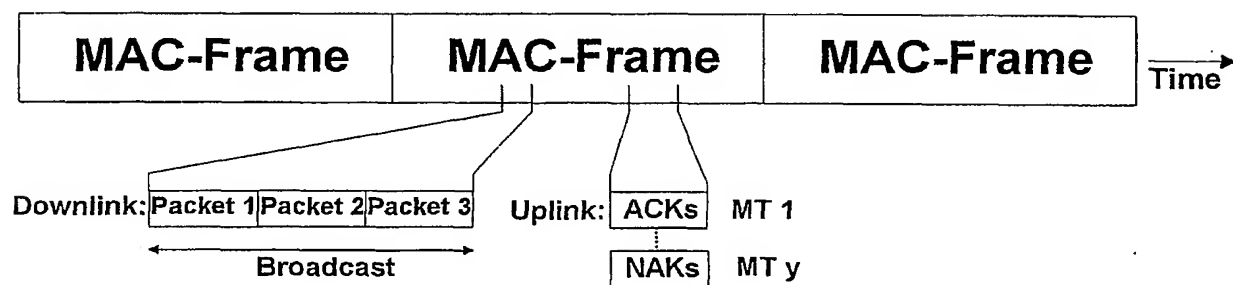 MAC-Frame MAC-Frame MAC-Frame
Time
Downlink: Packet 1 Packet 2 Packet 3 Uplink: ACKs MT 1
Broadcast NAKs MT y